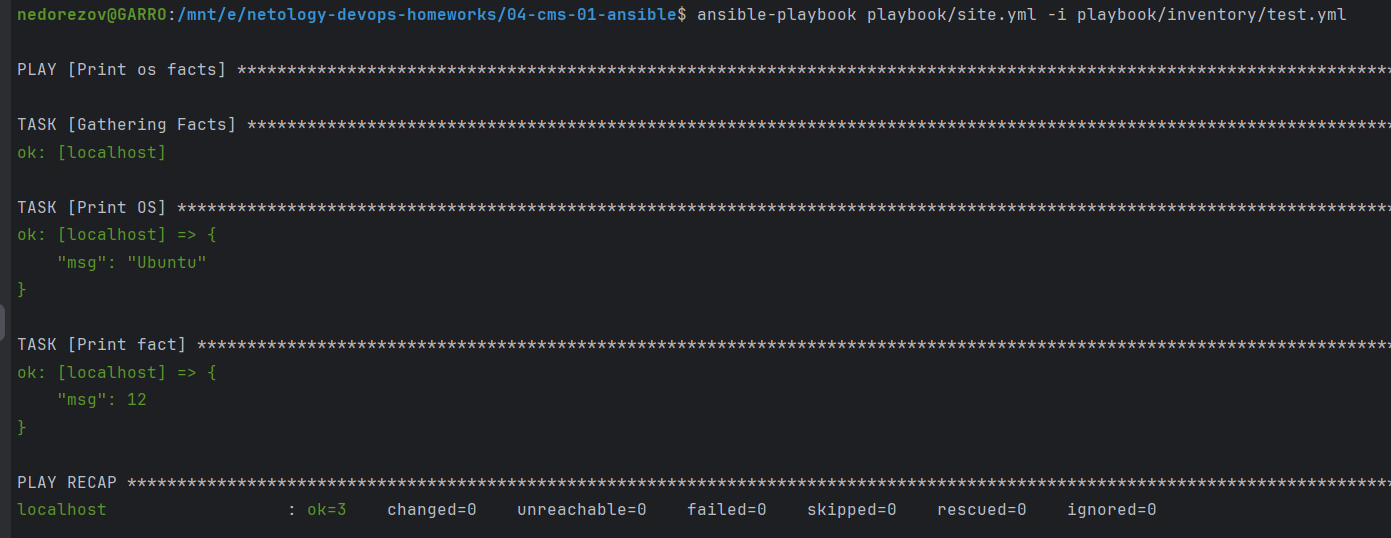 nedorezov@GARRO:/mnt/e/netology-devops-homeworks/04-cms-01-ansible$ ansible-playbook playbook/site.yml -i playbook/inventory/test.yml
PLAY [Print os facts] ********************************************************************************************************************
TASK [Gathering Facts] *******************************************************************************************************************
ok: [localhost]
TASK [Print OS] **************************************************************************************************************************
ok: [localhost] => {
    "msg": "Ubuntu"
}
TASK [Print fact] ************************************************************************************************************************
ok: [localhost] => {
    "msg": 12
}
PLAY RECAP *******************************************************************************************************************************
localhost                  : ok=3    changed=0    unreachable=0    failed=0    skipped=0    rescued=0    ignored=0